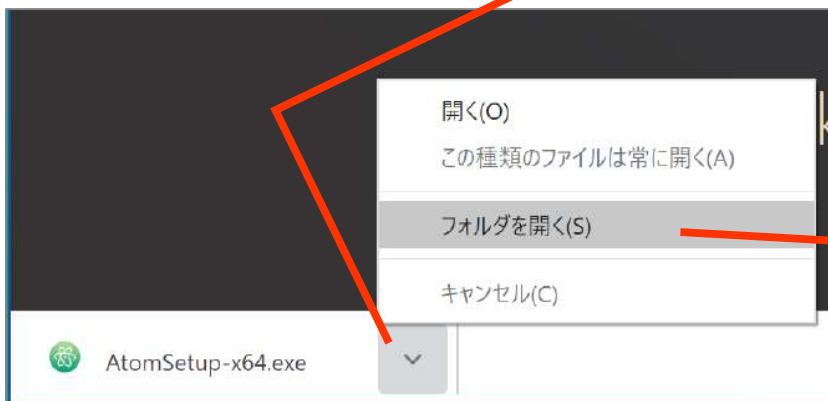 開く(O)
この種類のファイルは常に開く(A)
フォルダを開く(S)
キャンセル(C)
AtomSetup-x64.exe